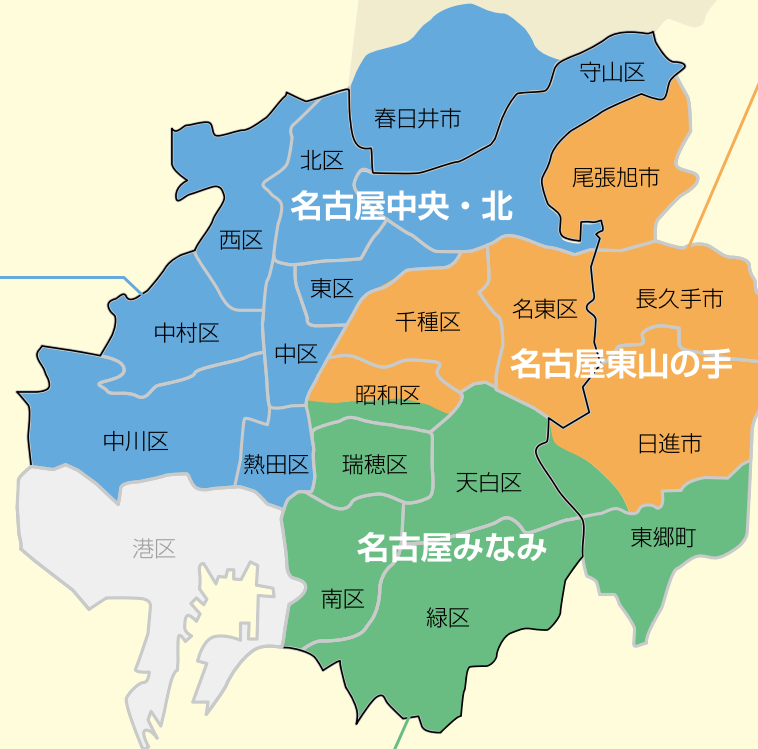 守山区
春日井市
北区
尾張旭市
名古屋中央・北
西区
東区
長久手市
名東区
千種区
中村区
中区
名古屋東山の手
昭和区
中川区
日進市
熱田区
瑞穂区
天白区
東郷町
港区
名古屋みなみ
南区
緑区